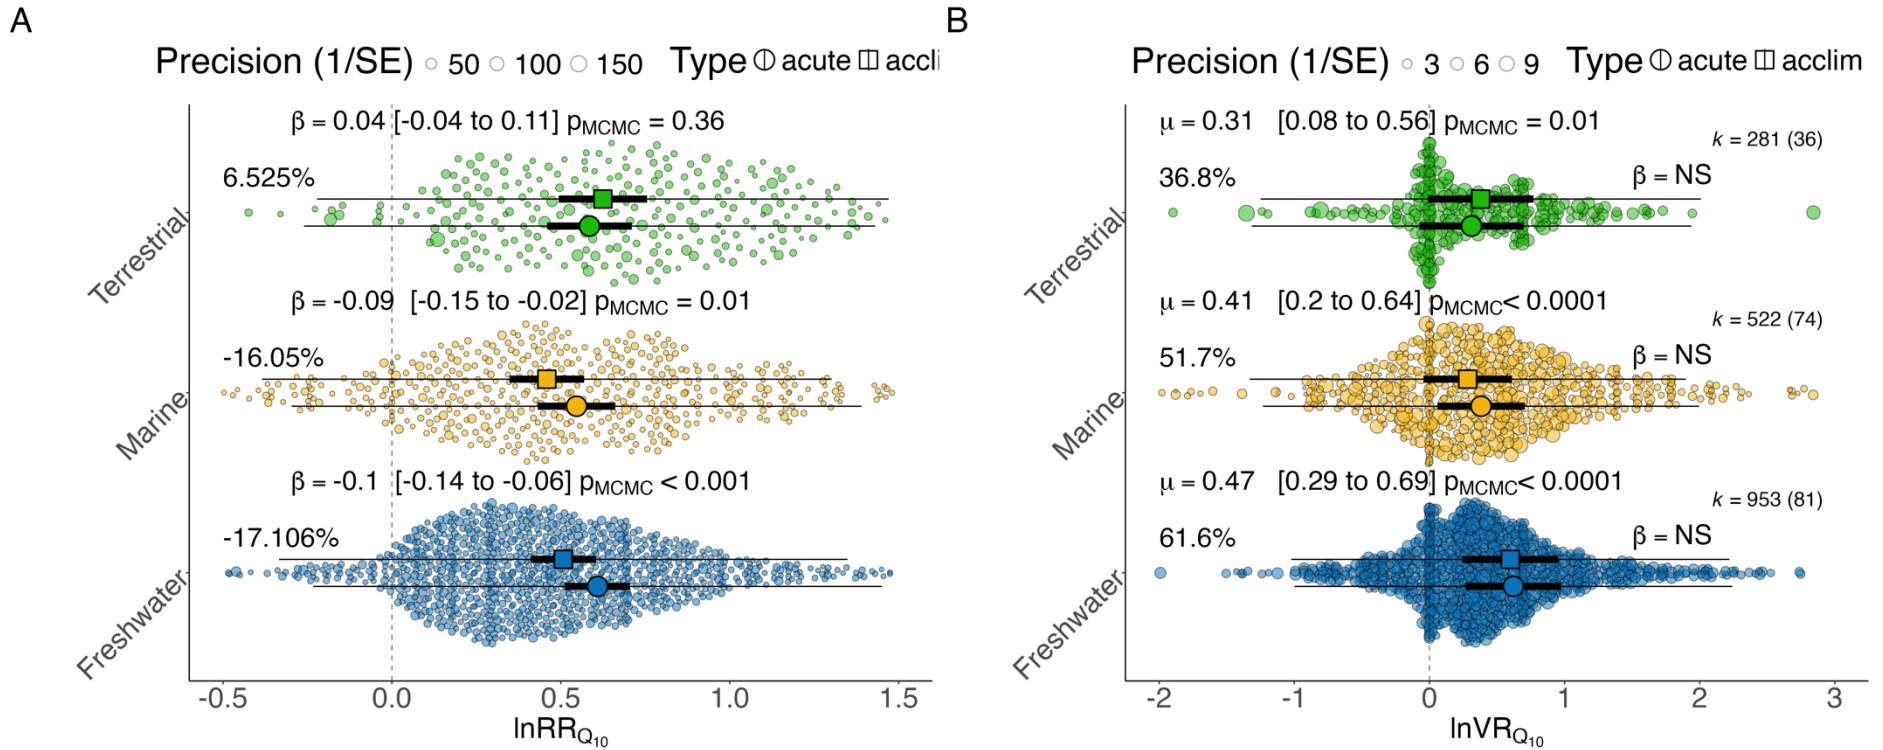 A
Precision (1/SE) 50 100 150 Type acute accli
β = 0.04 [-0.04 to 0.11] pMCMC = 0.36
6.525%
Terrestrial
β = -0.09 [-0.15 to -0.02] pMCMC = 0.01
-16.05%
Marine
β = -0.1 [-0.14 to -0.06] pMCMC < 0.001
-17.106%
Freshwater
-0.5 0.0 0.5 1.0 1.5
lnRRQ10
B
Precision (1/SE) 3 6 9 Type acute acclim
μ = 0.31 [0.08 to 0.56] pMCMC = 0.01
k = 281 (36)
36.8%
β = NS
Terrestrial
μ = 0.41 [0.2 to 0.64] pMCMC< 0.0001
k = 522 (74)
51.7%
β = NS
Marine
μ = 0.47 [0.29 to 0.69] pMCMC< 0.0001
k = 953 (81)
61.6%
β = NS
Freshwater
-2 -1 0 1 2 3
lnVRQ10